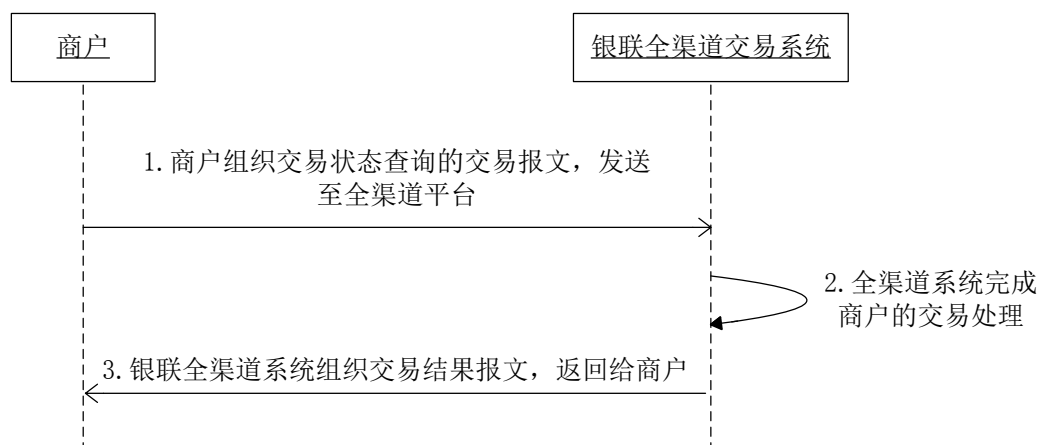 商户
银联全渠道交易系统
1.商户组织交易状态查询的交易报文，发送
至全渠道平台
2.全渠道系统完成
商户的交易处理
3.银联全渠道系统组织交易结果报文，返回给商户